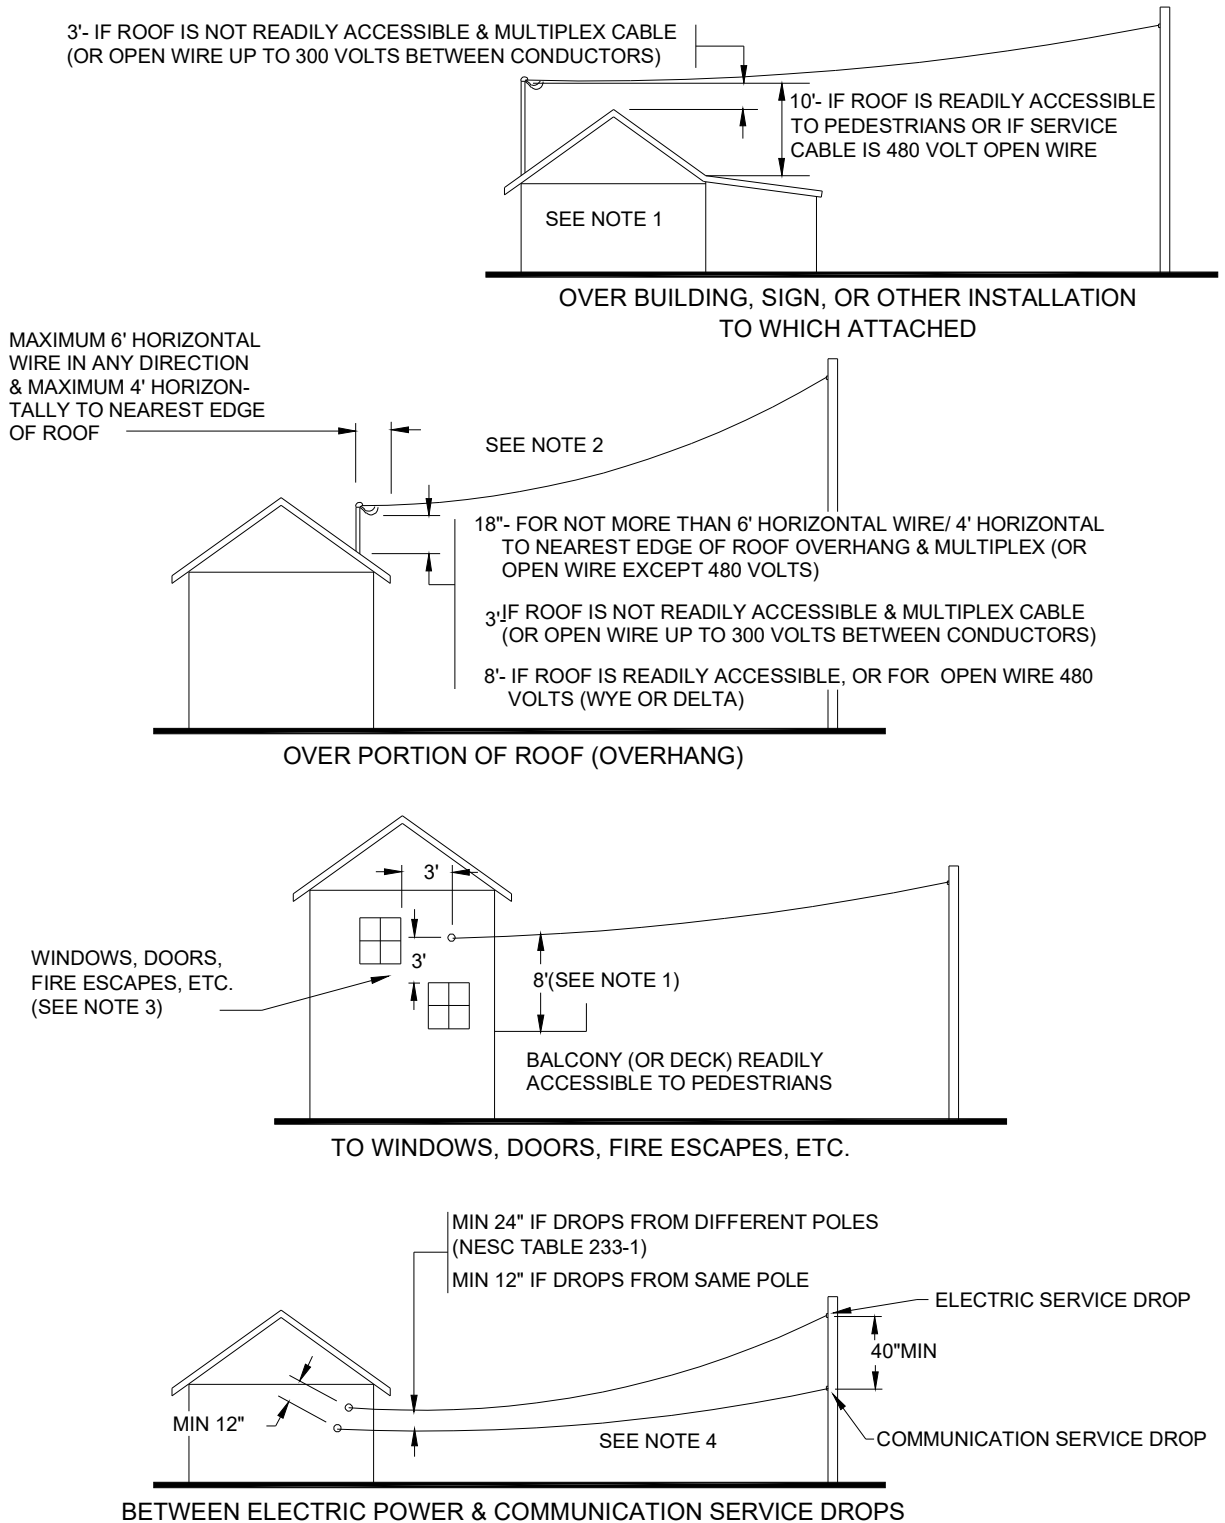 3'- IF ROOF IS NOT READILY ACCESSIBLE & MULTIPLEX CABLE
(OR OPEN WIRE UP TO 300 VOLTS BETWEEN CONDUCTORS)
10'- IF ROOF IS READILY ACCESSIBLE
TO PEDESTRIANS OR IF SERVICE
CABLE IS 480 VOLT OPEN WIRE
SEE NOTE 1
OVER BUILDING, SIGN, OR OTHER INSTALLATION
TO WHICH ATTACHED
MAXIMUM 6' HORIZONTAL
WIRE IN ANY DIRECTION
& MAXIMUM 4' HORIZON-
TALLY TO NEAREST EDGE
OF ROOF
SEE NOTE 2
18"- FOR NOT MORE THAN 6' HORIZONTAL WIRE/ 4' HORIZONTAL
TO NEAREST EDGE OF ROOF OVERHANG & MULTIPLEX (OR
OPEN WIRE EXCEPT 480 VOLTS)
3'-IF ROOF IS NOT READILY ACCESSIBLE & MULTIPLEX CABLE
(OR OPEN WIRE UP TO 300 VOLTS BETWEEN CONDUCTORS)
8'- IF ROOF IS READILY ACCESSIBLE, OR FOR OPEN WIRE 480
VOLTS (WYE OR DELTA)
OVER PORTION OF ROOF (OVERHANG)
3'
3'
WINDOWS, DOORS,
FIRE ESCAPES, ETC.
(SEE NOTE 3)
8'(SEE NOTE 1)
BALCONY (OR DECK) READILY
ACCESSIBLE TO PEDESTRIANS
TO WINDOWS, DOORS, FIRE ESCAPES, ETC.
MIN 24" IF DROPS FROM DIFFERENT POLES
(NESC TABLE 233-1)
MIN 12" IF DROPS FROM SAME POLE
ELECTRIC SERVICE DROP
40"MIN
MIN 12"
SEE NOTE 4
COMMUNICATION SERVICE DROP
BETWEEN ELECTRIC POWER & COMMUNICATION SERVICE DROPS